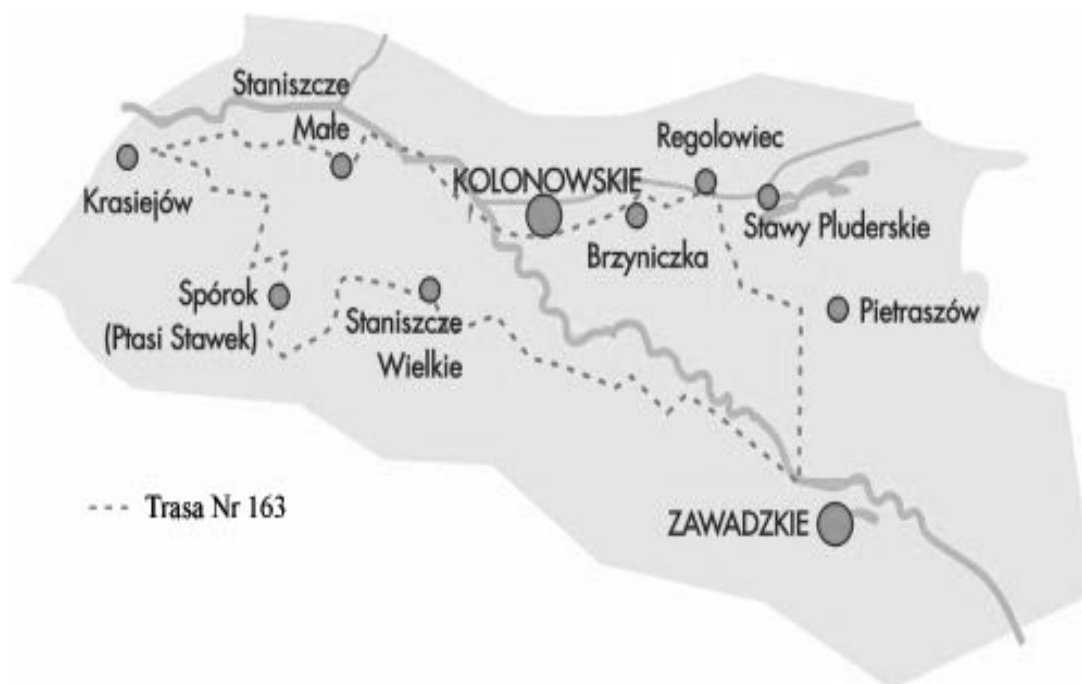 Staniszcze
Małe
Regolowiec
KOLONOWSKIE
Krasiejów
Stawy Pluderskie
Brzyniczka
Spórok
(Ptasi Stawek)
Staniszcze
Wielkie
Pietraszów
--- Trasa Nr 163
ZAWADZKIE